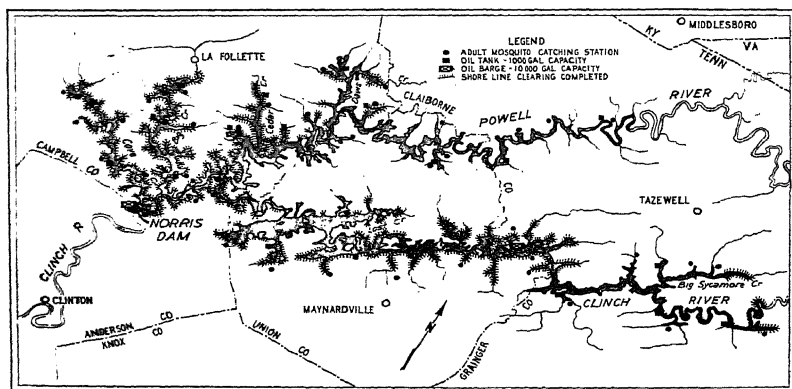 MIDDLESBORO
KY
VA
TENN
LEGEND
ADULT MOSQUITO CATCHING STATION
OIL TANK - 1000 GAL CAPACITY
OIL BARGE - 10,000 GAL CAPACITY
SHORE LINE CLEARING COMPLETED
LA FOLLETTE
CLAIBORNE
POWELL RIVER
CAMPBELL CO
NORRIS
DAM
CLINCH R
CLINTON
TAZEWELL
Big Sycamore Cr
CLINCH RIVER
MAYNARDVILLE
N
ANDERSON CO
KNOX CO
UNION CO
GRAINGER CO